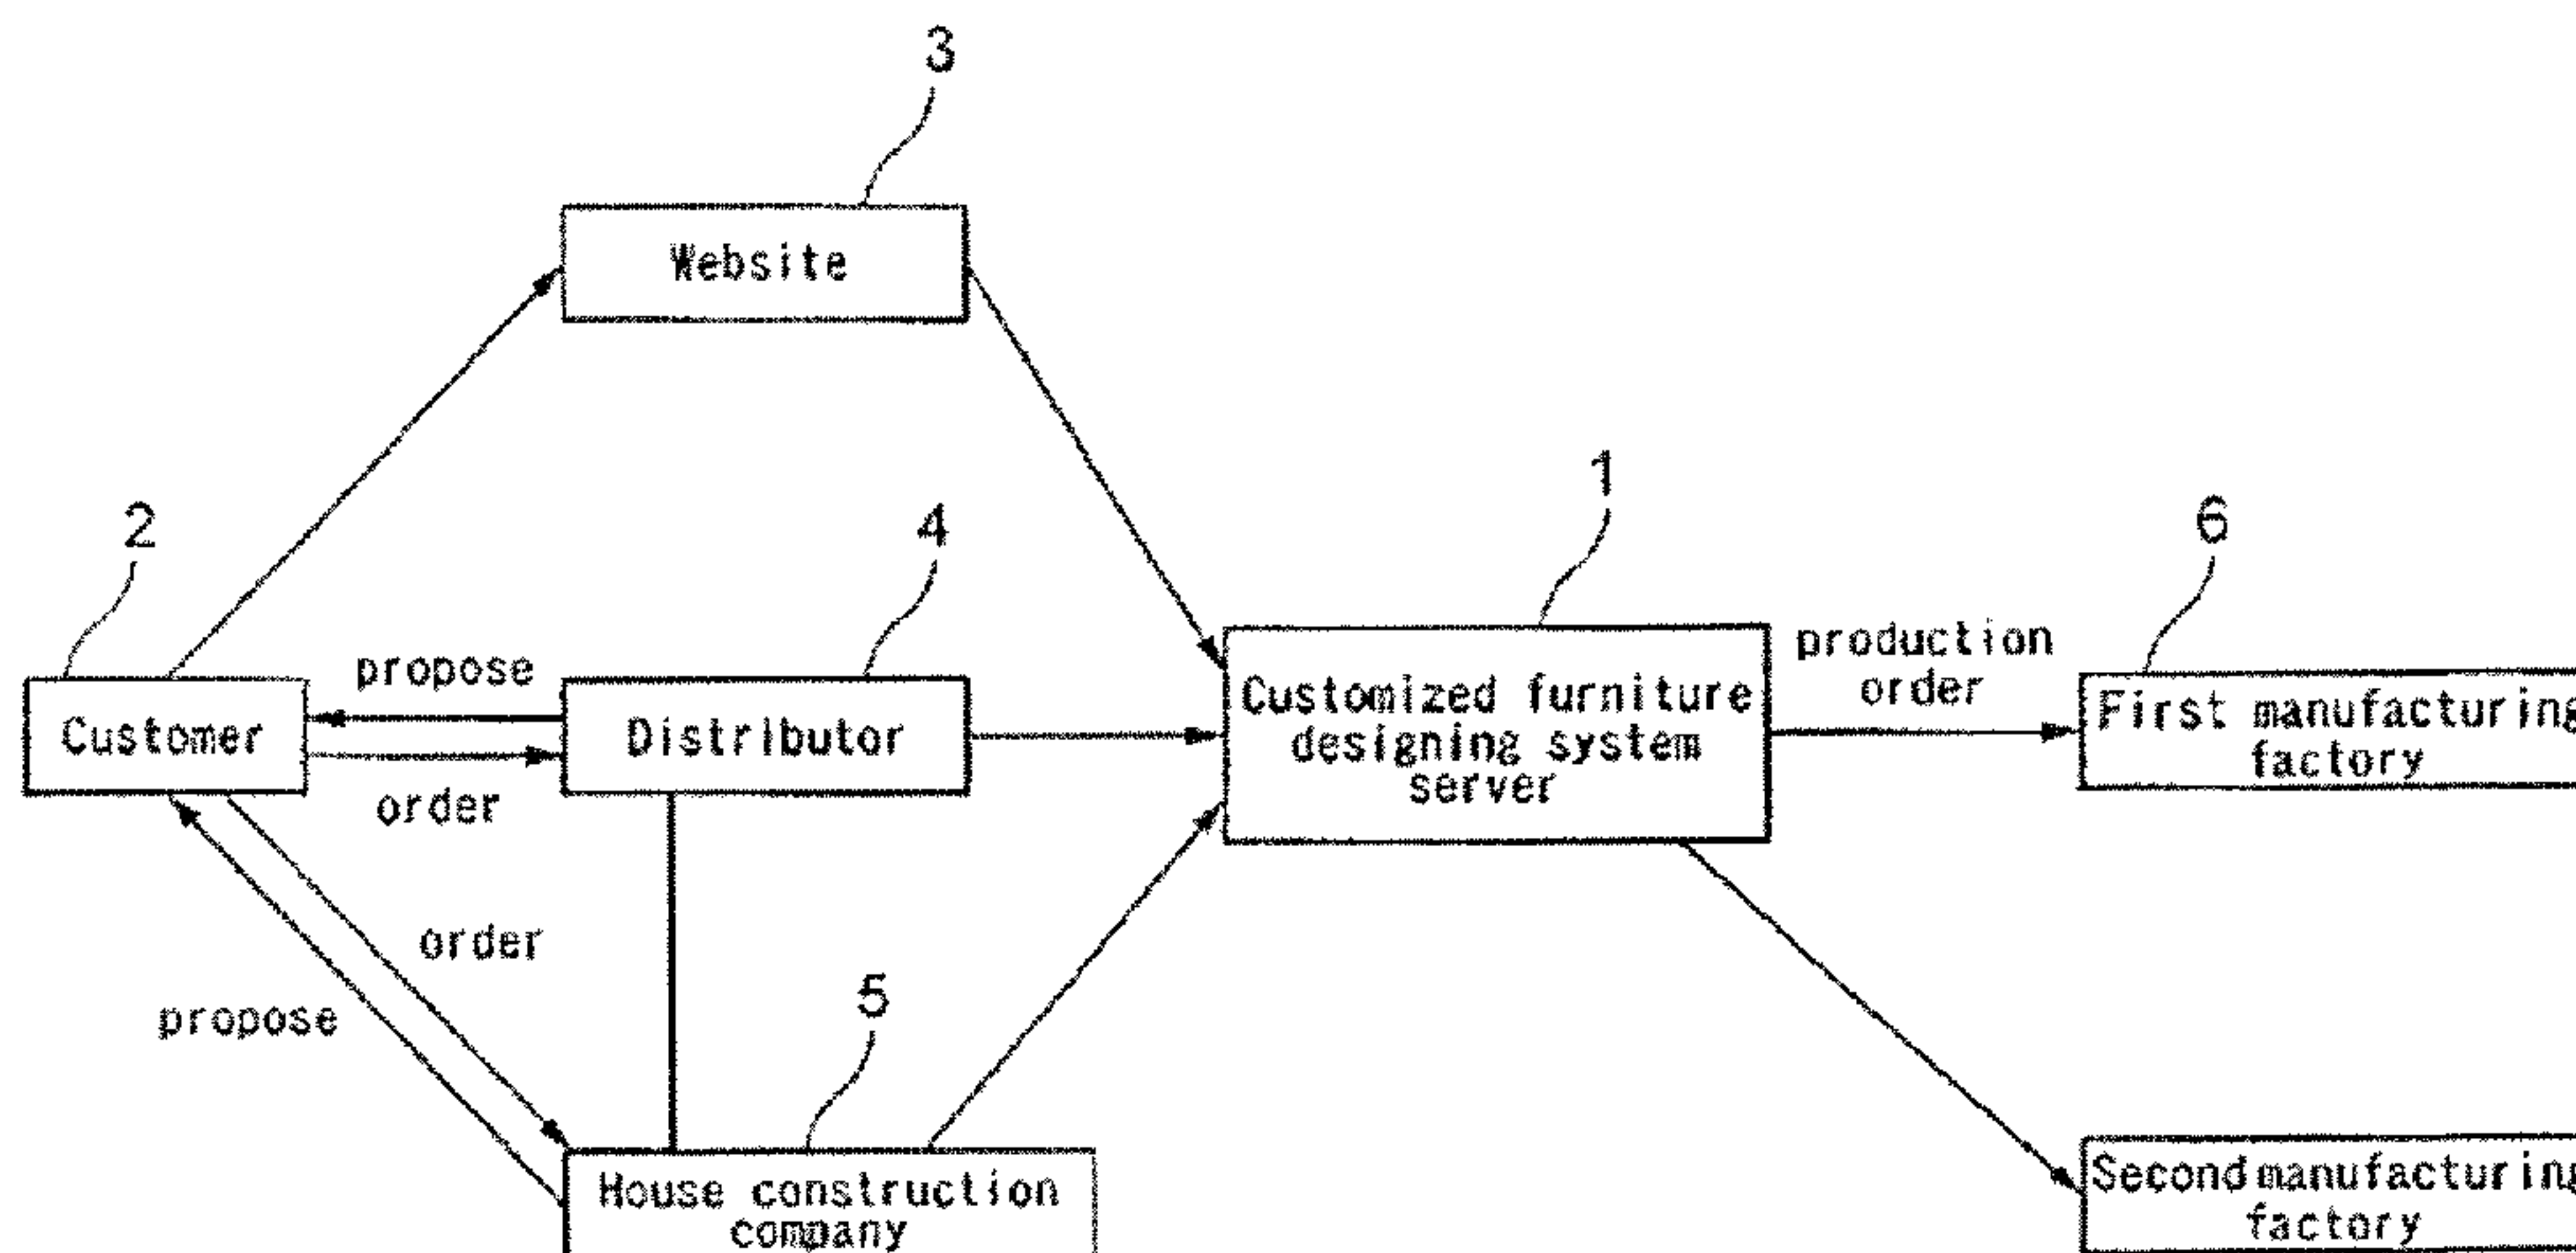 3
Website
2
4
1
6
propose
Customer
Distributor
order
Customized furniture
designing system
server
production
order
First manufacturing
factory
order
propose
5
House construction
company
Second manufacturing
factory